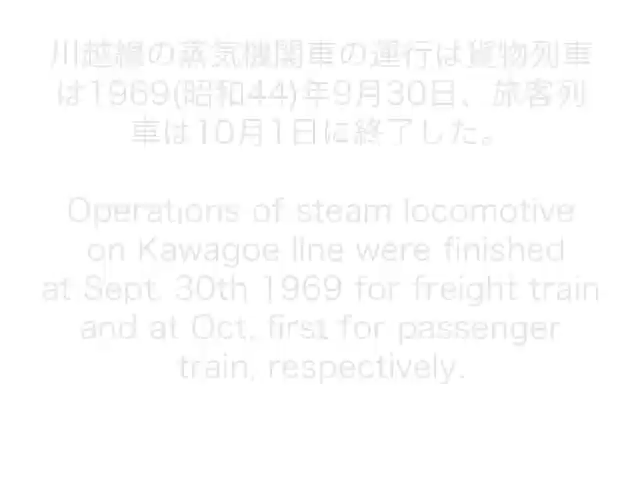 川越線の蒸気機関車の運行は貨物列車
は1969(昭和44)年9月30日、旅客列
車は10月1日に終了した。
Operations of steam locomotive
on Kawagoe line were finished
at Sept. 30th 1969 for freight train
and at Oct. first for passenger
train, respectively.